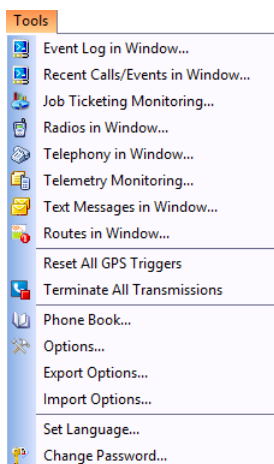 Tools
Event Log in Window...
Recent Calls/Events in Window...
Job Ticketing Monitoring...
Radios in Window...
Telephony in Window...
Telemetry Monitoring...
Text Messages in Window...
Routes in Window...
Reset All GPS Triggers
Terminate All Transmissions
Phone Book...
Options...
Export Options...
Import Options...
Set Language...
Change Password...